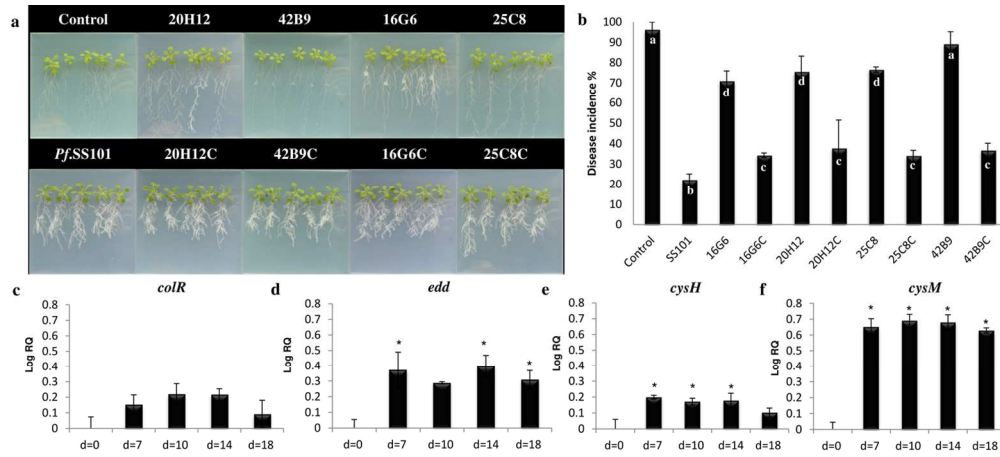 a
Control 20H12 42B9 16G6 25C8
Pf.SS101 20H12C 42B9C 16G6C 25C8C
b
Disease incidence %
100
90
80
70
60
50
40
30
20
10
0
a
b
d
c
d
c
d
c
a
c
Control SS101 16G6 16G6C 20H12 20H12C 25C8 25C8C 42B9 42B9C
c
colR
Log RQ
0.8
0.7
0.6
0.5
0.4
0.3
0.2
0.1
0
d=0 d=7 d=10 d=14 d=18
d
edd
Log RQ
0.8
0.7
0.6
0.5
0.4
0.3
0.2
0.1
0
* * *
d=0 d=7 d=10 d=14 d=18
e
cysH
Log RQ
0.8
0.7
0.6
0.5
0.4
0.3
0.2
0.1
0
* * *
d=0 d=7 d=10 d=14 d=18
f
cysM
Log RQ
0.8
0.7
0.6
0.5
0.4
0.3
0.2
0.1
0
* * * *
d=0 d=7 d=10 d=14 d=18